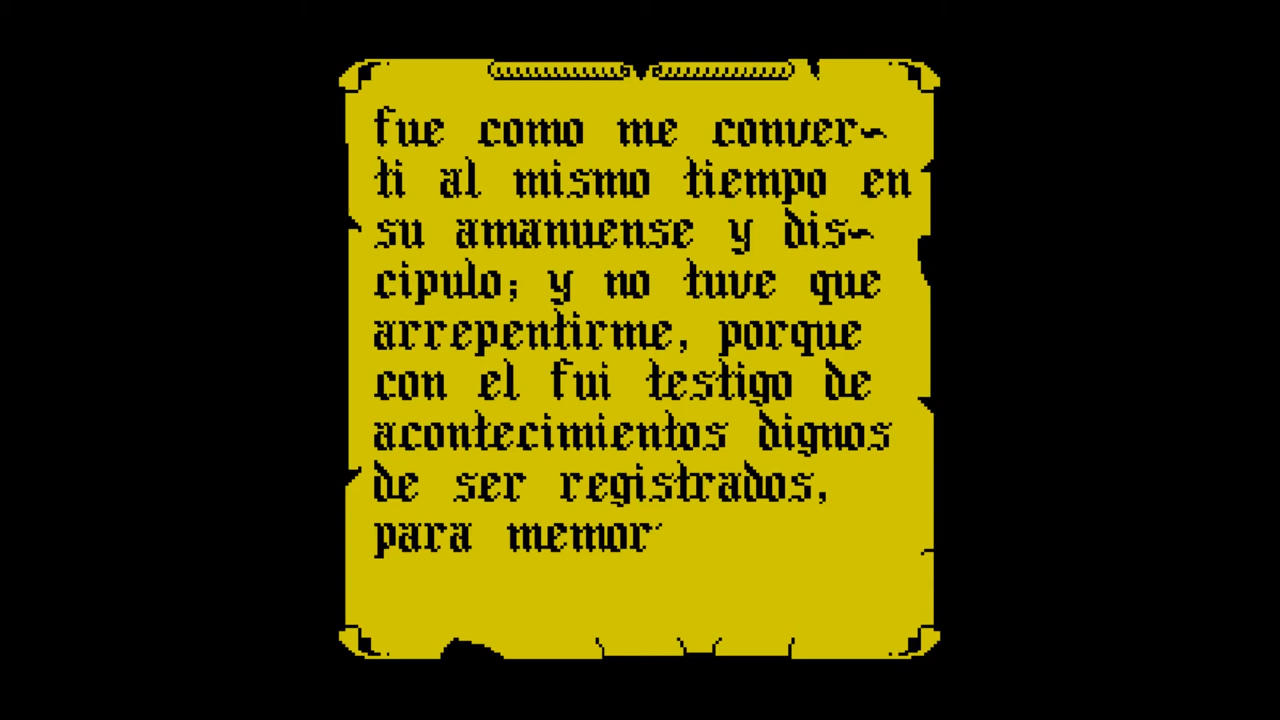 fue como me conver~
ti al mismo tiempo en
su amanuense y dis~
cipulo; y no tuve que
arrepentirme, porque
con el fui testigo de
acontecimientos dignos
de ser registrados,
para memor